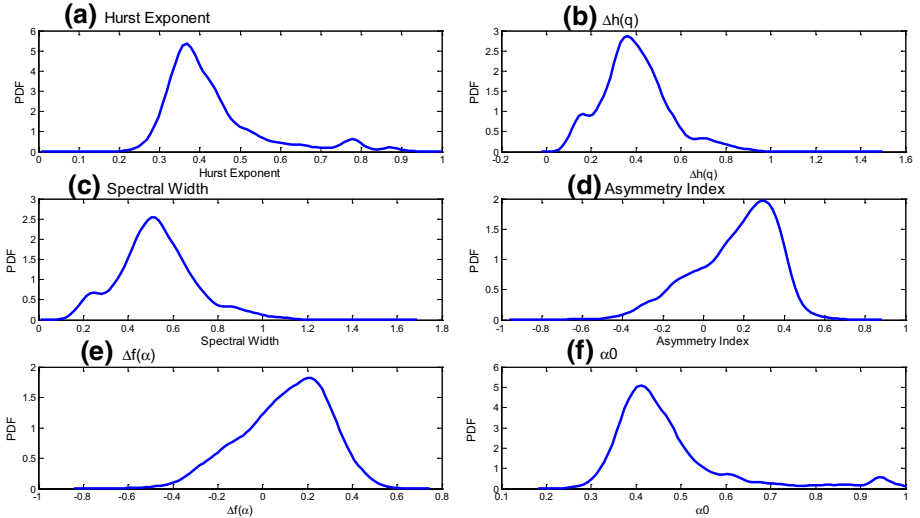 (a) Hurst Exponent
6
5
4
3
2
1
0
PDF
0 0.1 0.2 0.3 0.4 0.5 0.6 0.7 0.8 0.9 1
Hurst Exponent
(b) Δh(q)
3
2.5
2
1.5
1
0.5
0
PDF
-0.2 0 0.2 0.4 0.6 0.8 1 1.2 1.4 1.6
Δh(q)
(c) Spectral Width
3
2.5
2
1.5
1
0.5
0
PDF
0 0.2 0.4 0.6 0.8 1 1.2 1.4 1.6 1.8
Spectral Width
(d) Asymmetry Index
2
1.5
1
0.5
0
PDF
-1 -0.8 -0.6 -0.4 -0.2 0 0.2 0.4 0.6 0.8 1
Asymmetry Index
(e) Δf(α)
2
1.5
1
0.5
0
PDF
-1 -0.8 -0.6 -0.4 -0.2 0 0.2 0.4 0.6 0.8
Δf(α)
(f) α0
6
5
4
3
2
1
0
PDF
0.1 0.2 0.3 0.4 0.5 0.6 0.7 0.8 0.9 1
α0